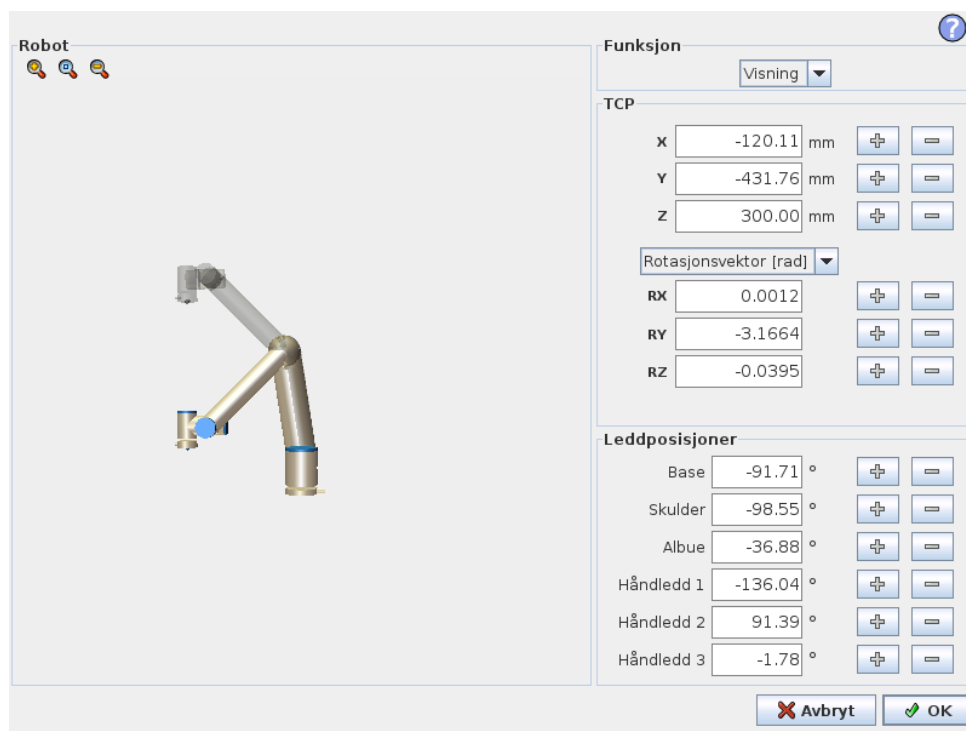 Robot
Funksjon
Visning
TCP
X -120.11 mm
Y -431.76 mm
Z 300.00 mm
Rotasjonsvektor [rad]
RX 0.0012
RY -3.1664
RZ -0.0395
Leddposisjoner
Base -91.71 °
Skulder -98.55 °
Albue -36.88 °
Håndledd 1 -136.04 °
Håndledd 2 91.39 °
Håndledd 3 -1.78 °
Avbryt OK